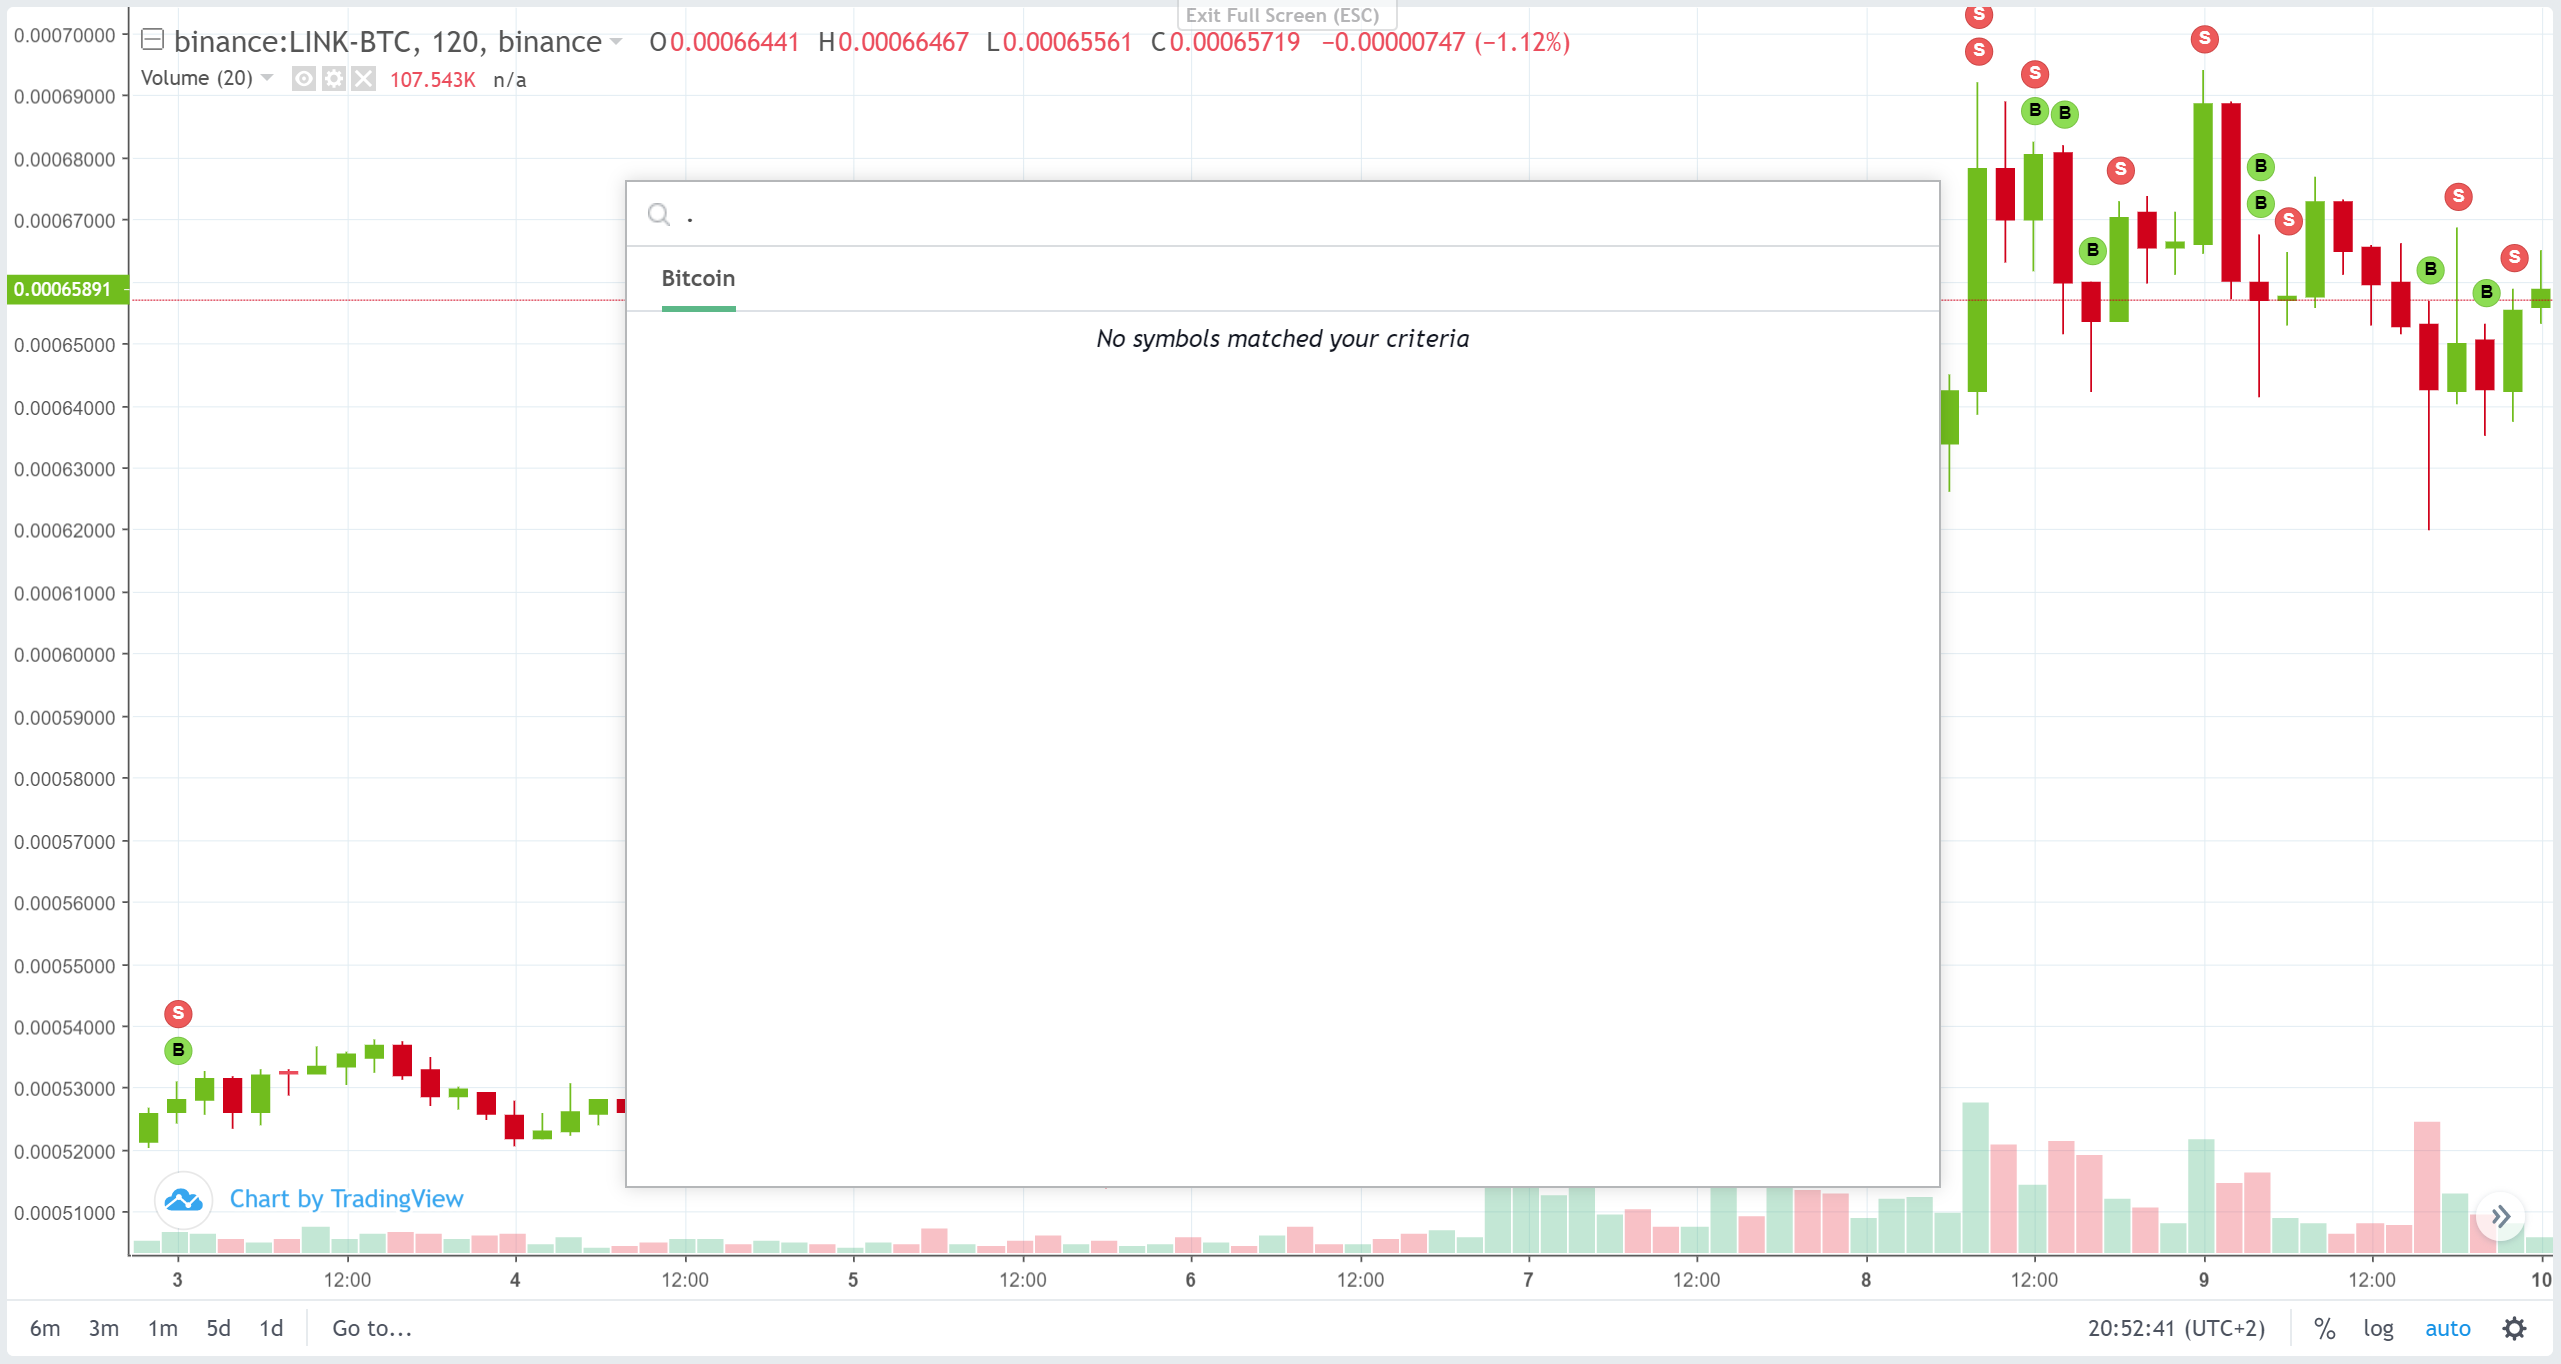 Exit Full Screen (ESC)
binance:LINK-BTC, 120, binance O0.00066441 H0.00066467 L0.00065561 C0.00065719 −0.00000747 (−1.12%)
Volume (20) 107.543K n/a
0.00070000
0.00069000
0.00068000
0.00067000
0.00065891
0.00065000
0.00064000
0.00063000
0.00062000
0.00061000
0.00060000
0.00059000
0.00058000
0.00057000
0.00056000
0.00055000
0.00054000
0.00053000
0.00052000
0.00051000
.
Bitcoin
No symbols matched your criteria
S
S
S
S
B
B
S
B
B
B
S
B
S
B
B
S
S
B
Chart by TradingView
3 12:00 4 12:00 5 12:00 6 12:00 7 12:00 8 12:00 9 12:00 10
6m 3m 1m 5d 1d Go to... 20:52:41 (UTC+2) % log auto